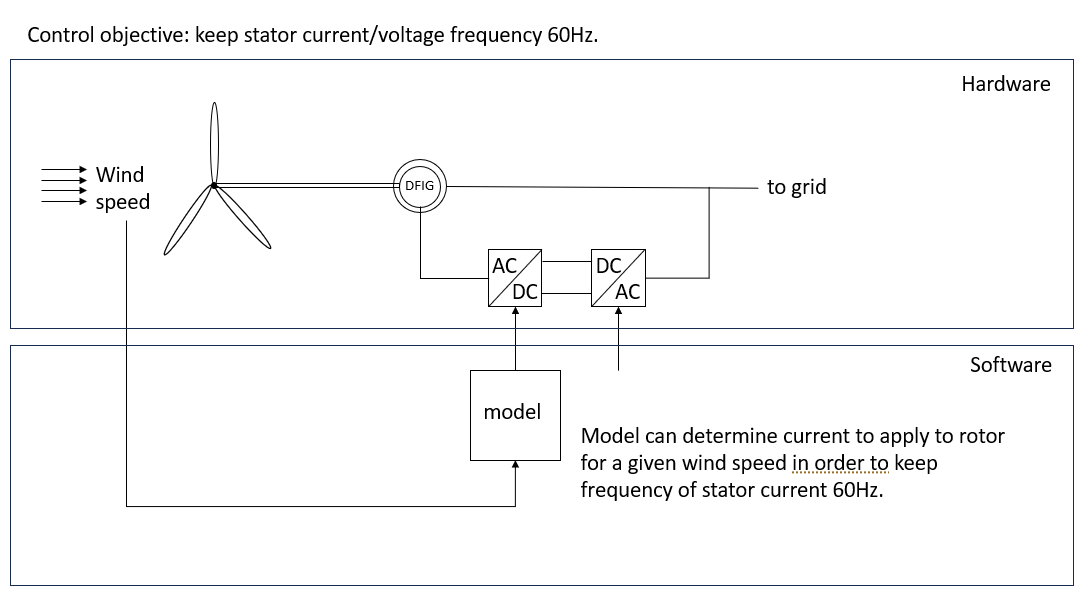 Control objective: keep stator current/voltage frequency 60Hz.
Hardware
Wind
speed
DFIG
to grid
AC
DC
DC
AC
Software
model
Model can determine current to apply to rotor
for a given wind speed in order to keep
frequency of stator current 60Hz.